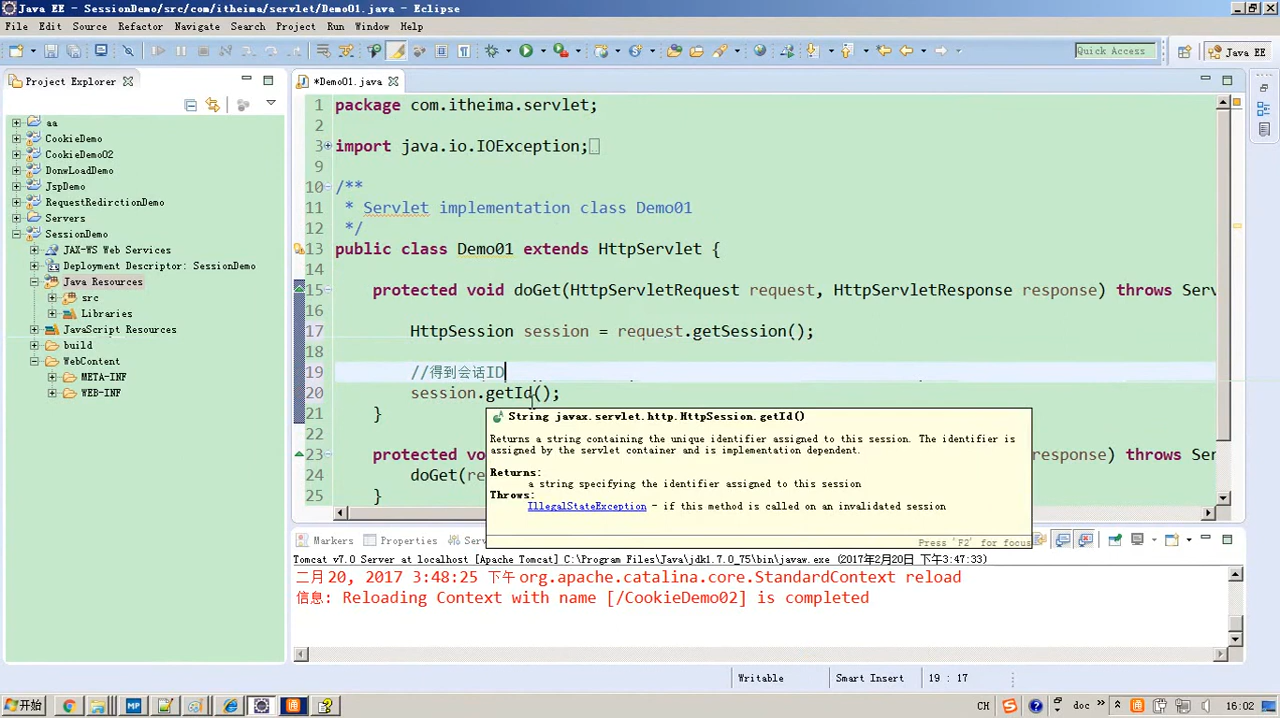 Java EE - SessionDemo/src/com/itheima/servlet/Demo01.java - Eclipse
File Edit Source Refactor Navigate Search Project Run Window Help
Quick Access
Java EE
Project Explorer
*Demo01.java
aa
CookieDemo
CookieDemo02
DonwLoadDemo
JspDemo
RequestRedirctionDemo
Servers
SessionDemo
JAX-WS Web Services
Deployment Descriptor: SessionDemo
Java Resources
src
Libraries
JavaScript Resources
build
WebContent
META-INF
WEB-INF
1 package com.itheima.servlet;
2
3 import java.io.IOException;
9
10 /**
11 * Servlet implementation class Demo01
12 */
13 public class Demo01 extends HttpServlet {
14
15 protected void doGet(HttpServletRequest request, HttpServletResponse response) throws Ser
17 HttpSession session = request.getSession();
18
19 //得到会话ID
20 session.getId();
21 }
22
23 protected vo
response) throws Ser
24 doGet(re
25 }
String javax.servlet.http.HttpSession.getId()
Returns a string containing the unique identifier assigned to this session. The identifier is
assigned by the servlet container and is implementation dependent.
Returns:
a string specifying the identifier assigned to this session
Throws:
IllegalStateException - if this method is called on an invalidated session
Press 'F2' for focus
Markers Properties Serv
Tomcat v7.0 Server at localhost [Apache Tomcat] C:\Program Files\Java\jdk1.7.0_75\bin\javaw.exe (2017年2月20日 下午3:47:33)
二月 20, 2017 3:48:25 下午 org.apache.catalina.core.StandardContext reload
信息: Reloading Context with name [/CookieDemo02] is completed
Writable Smart Insert 19 : 17
开始
MP
CH
doc
16:02